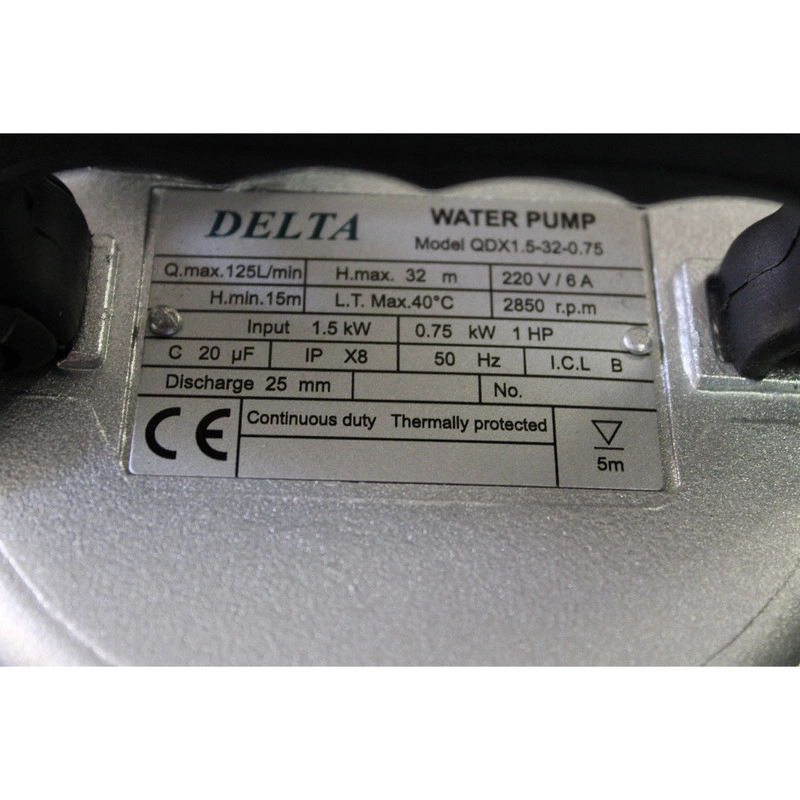 DELTA WATER PUMP
Model QDX1.5-32-0.75
Q.max.125L/min H.max. 32 m 220 V / 6 A
H.min.15m L.T. Max.40°C 2850 r.p.m
Input 1.5 kW 0.75 kW 1 HP
C 20 µF IP X8 50 Hz I.C.L B
Discharge 25 mm No.
CE Continuous duty Thermally protected
5m